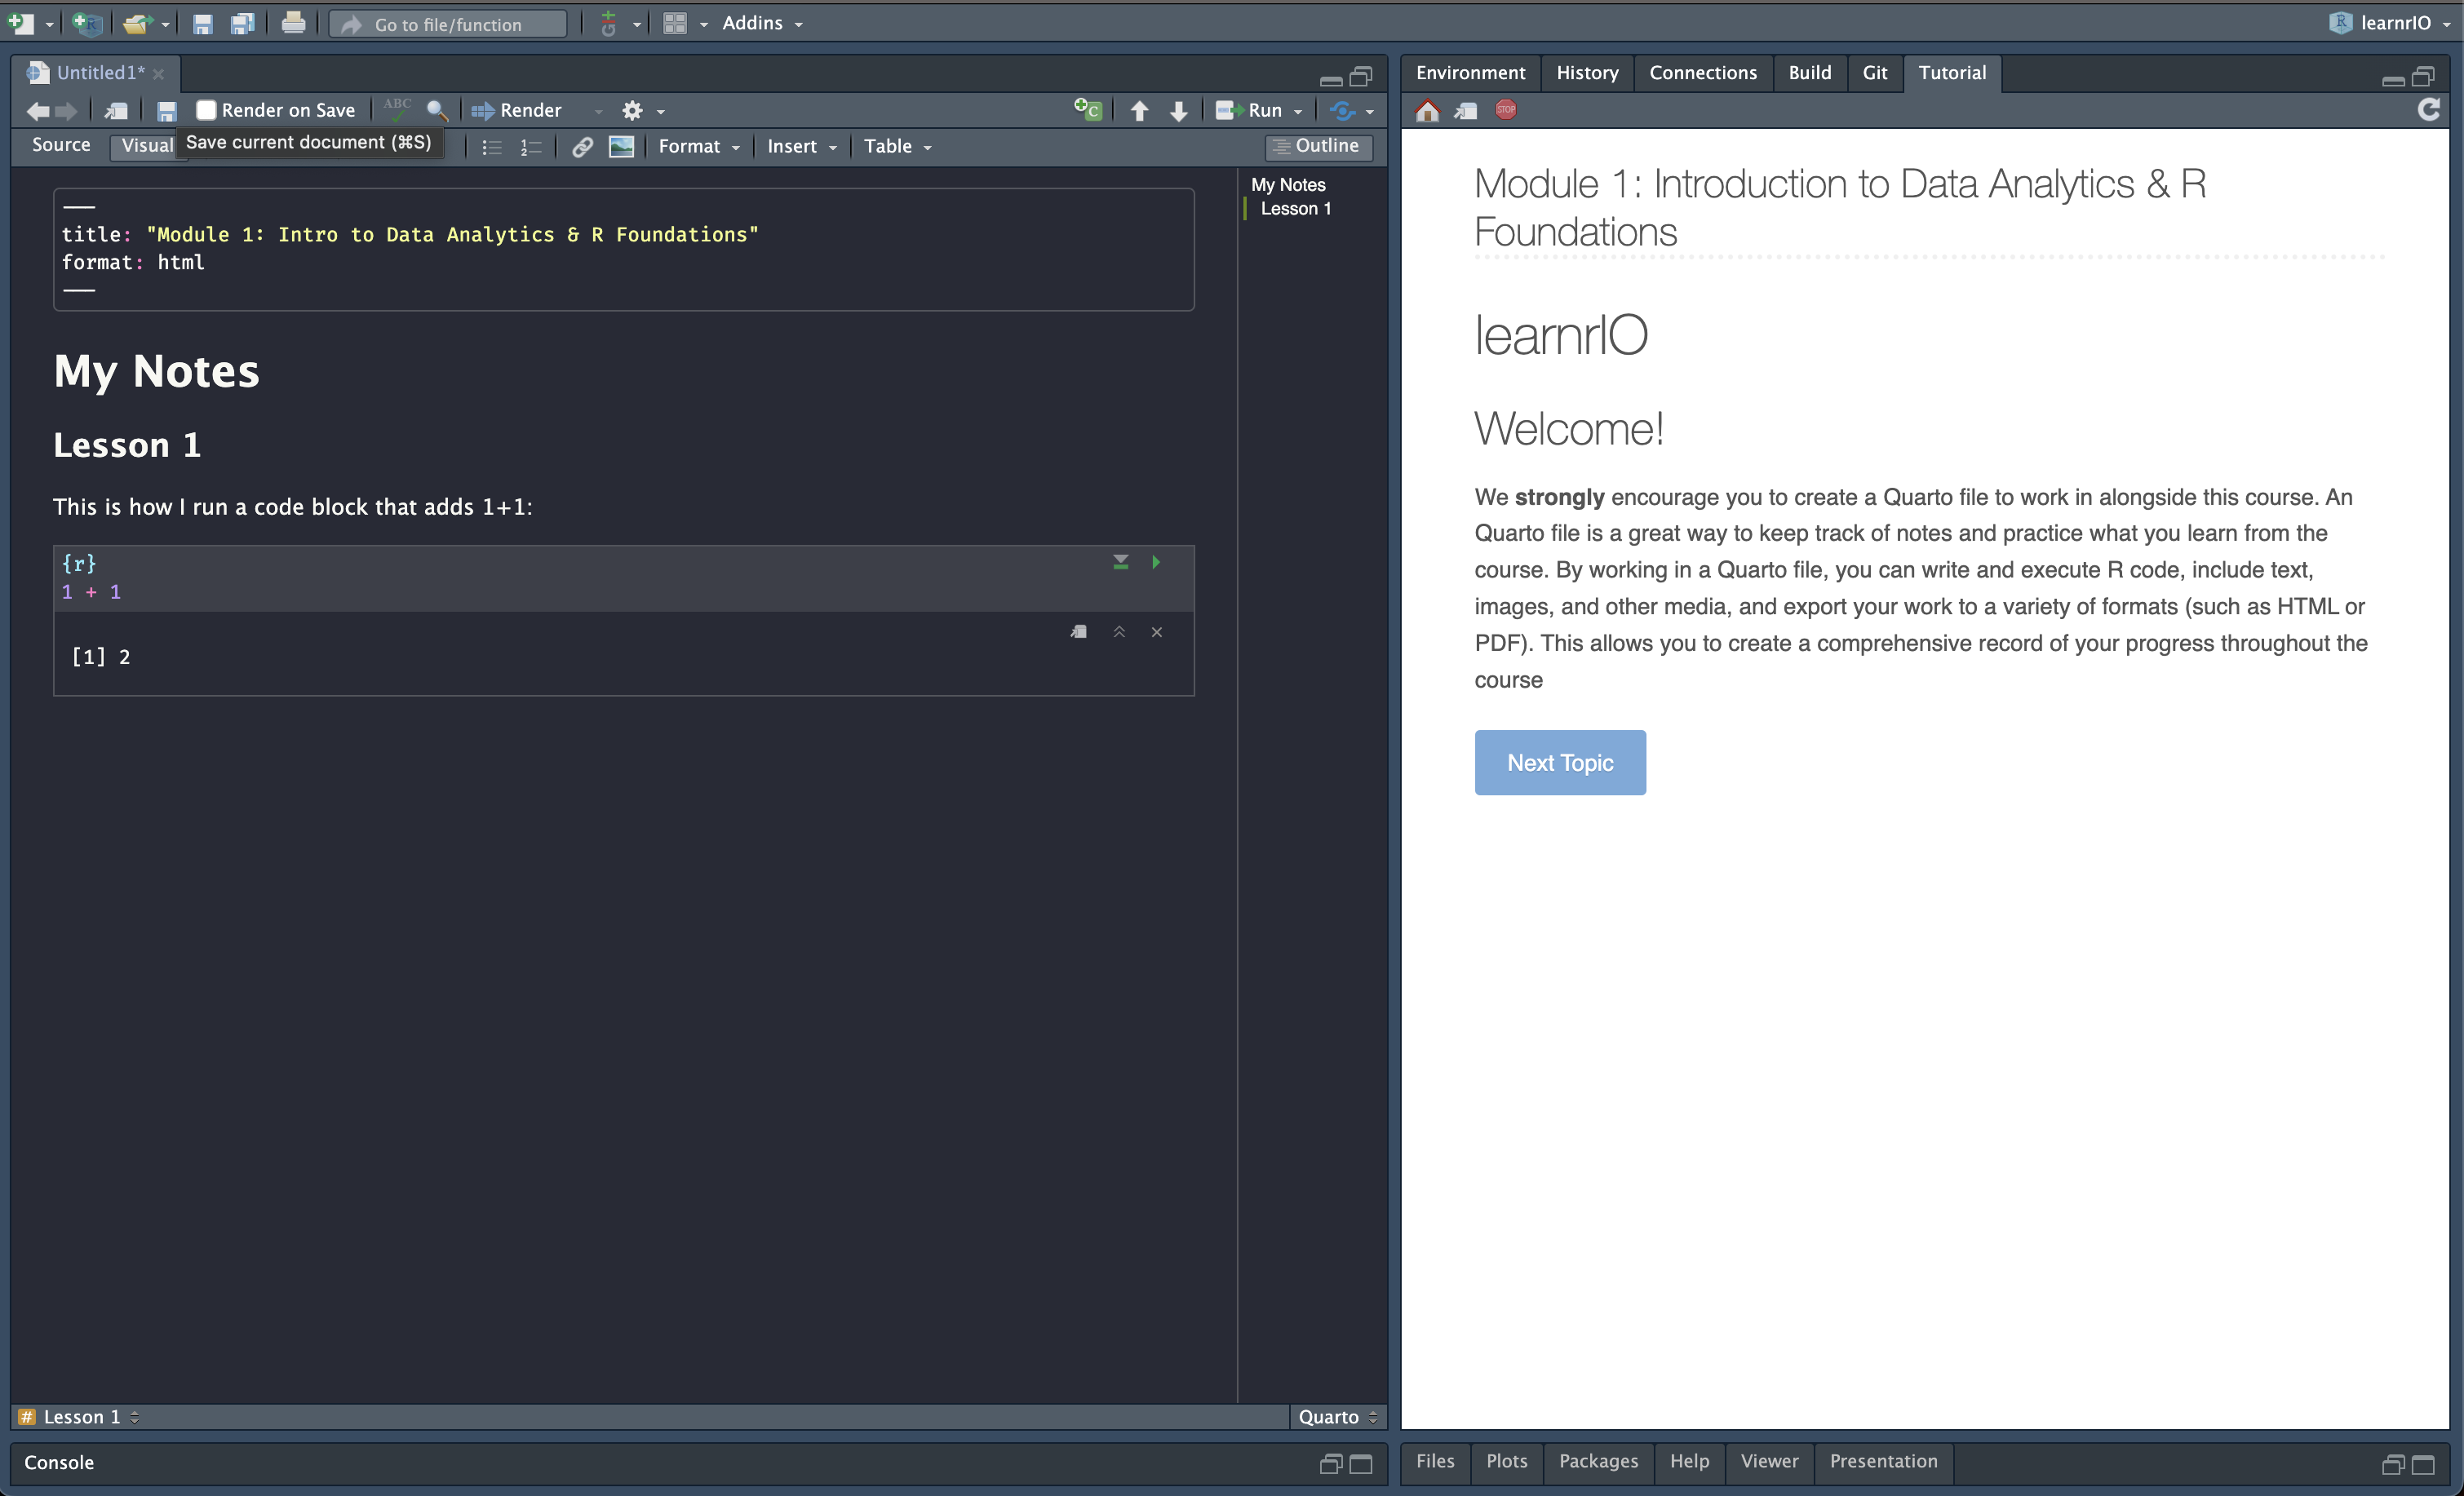 Go to file/function
Addins
learnrIO
Untitled1*
Render on Save
ABC
Render
Run
Source
Visual
Save current document (⌘S)
Format
Insert
Table
Outline
---
title: "Module 1: Intro to Data Analytics & R Foundations"
format: html
---
My Notes
Lesson 1
This is how I run a code block that adds 1+1:
{r}
1 + 1
[1] 2
My Notes
Lesson 1
# Lesson 1
Quarto
Console
Environment
History
Connections
Build
Git
Tutorial
STOP
Module 1: Introduction to Data Analytics & R
Foundations
learnrIO
Welcome!
We strongly encourage you to create a Quarto file to work in alongside this course. An
Quarto file is a great way to keep track of notes and practice what you learn from the
course. By working in a Quarto file, you can write and execute R code, include text,
images, and other media, and export your work to a variety of formats (such as HTML or
PDF). This allows you to create a comprehensive record of your progress throughout the
course
Next Topic
Files
Plots
Packages
Help
Viewer
Presentation